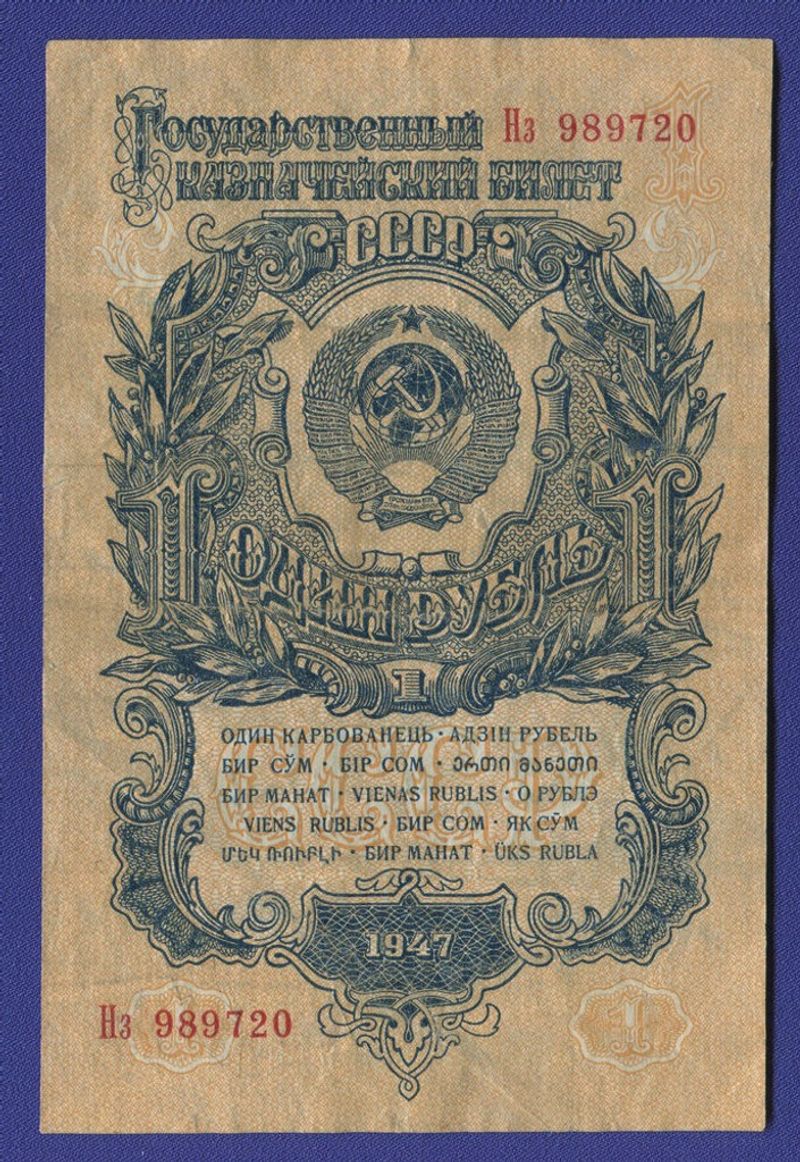 Государственный Нз 989720
казначейский билет
СССР
1 1
ОДИН РУБЛЬ
1
ОДИН КАРБОВАНЕЦЬ · АДЗІН РУБЕЛЬ
БИР СЎМ · БІР СОМ · ერთი მანეთი
БИР МАНАТ · VIENAS RUBLIS · О РУБЛЭ
VIENS RUBLIS · БИР СОМ · ЯК СӮМ
ՄԵԿ ՌՈՒԲԼԻ · БИР МАНАТ · ÜKS RUBLA
1947
Нз 989720 1